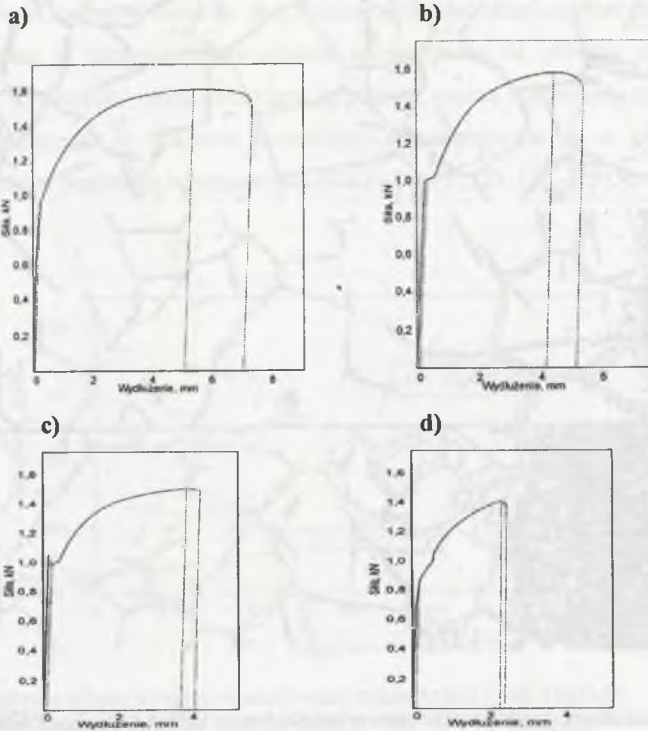 a)
Siła, kN
1,6
1,4
1,2
1,0
0,8
0,6
0,4
0,2
0 2 4 6 8
Wydłużenie, mm
b)
Siła, kN
1,6
1,4
1,2
1,0
0,8
0,6
0,4
0,2
0 2 4 6
Wydłużenie, mm
c)
Siła, kN
1,6
1,4
1,2
1,0
0,8
0,6
0,4
0,2
0 2 4
Wydłużenie, mm
d)
Siła, kN
1,6
1,4
1,2
1,0
0,8
0,6
0,4
0,2
0 2 4
Wydłużenie, mm